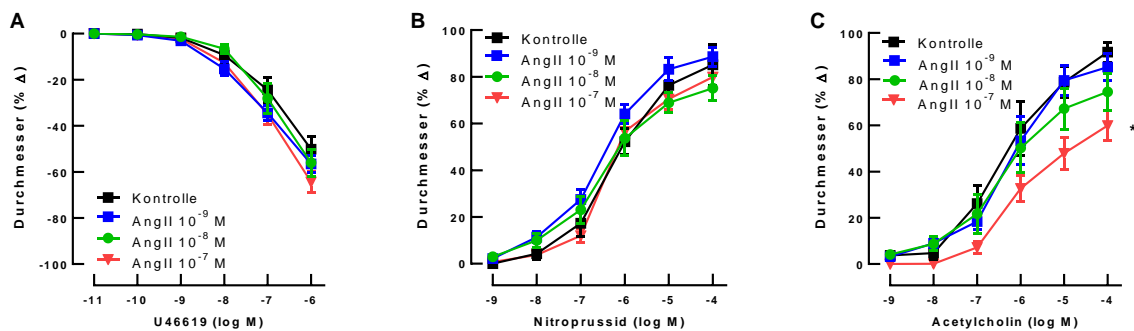 A
Durchmesser (% Δ)
0
-20
-40
-60
-80
-100
Kontrolle
AngII 10⁻⁹ M
AngII 10⁻⁸ M
AngII 10⁻⁷ M
-11 -10 -9 -8 -7 -6
U46619 (log M)
B
Durchmesser (% Δ)
100
80
60
40
20
0
Kontrolle
AngII 10⁻⁹ M
AngII 10⁻⁸ M
AngII 10⁻⁷ M
-9 -8 -7 -6 -5 -4
Nitroprussid (log M)
C
Durchmesser (% Δ)
100
80
60
40
20
0
Kontrolle
AngII 10⁻⁹ M
AngII 10⁻⁸ M
AngII 10⁻⁷ M
*
-9 -8 -7 -6 -5 -4
Acetylcholin (log M)